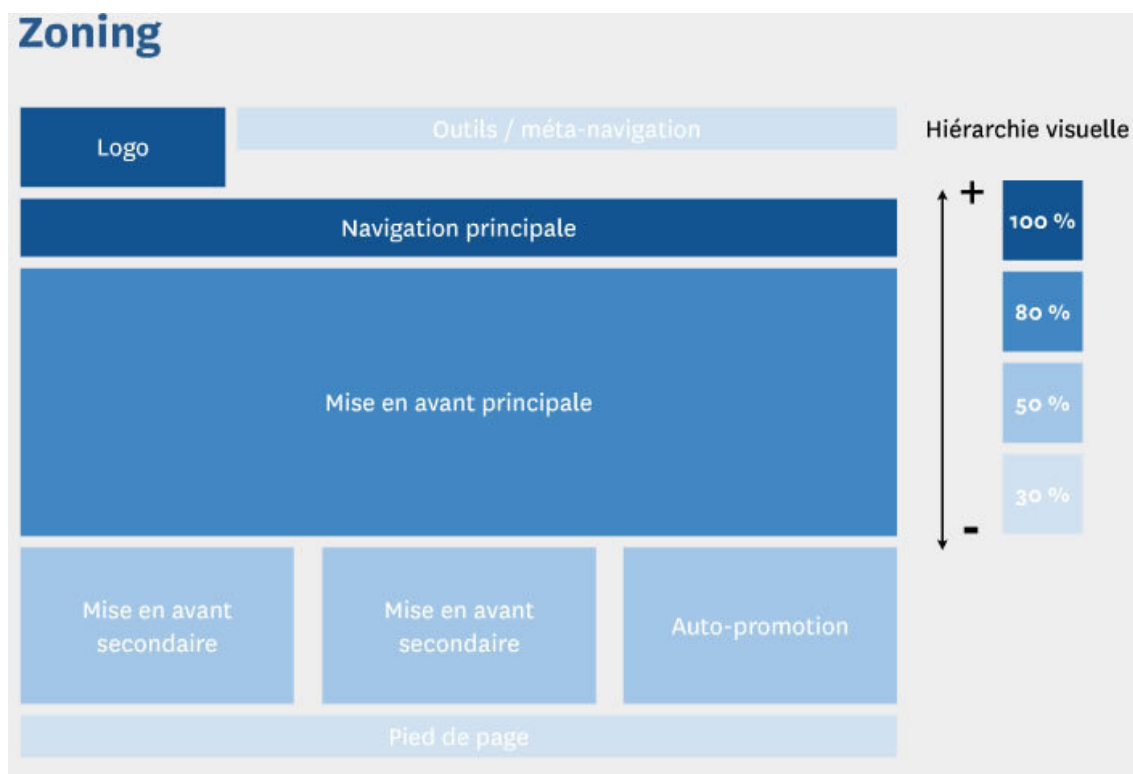 Zoning
Logo
Outils / méta-navigation
Hiérarchie visuelle
Navigation principale
+
100 %
80 %
Mise en avant principale
50 %
30 %
-
Mise en avant
secondaire
Mise en avant
secondaire
Auto-promotion
Pied de page